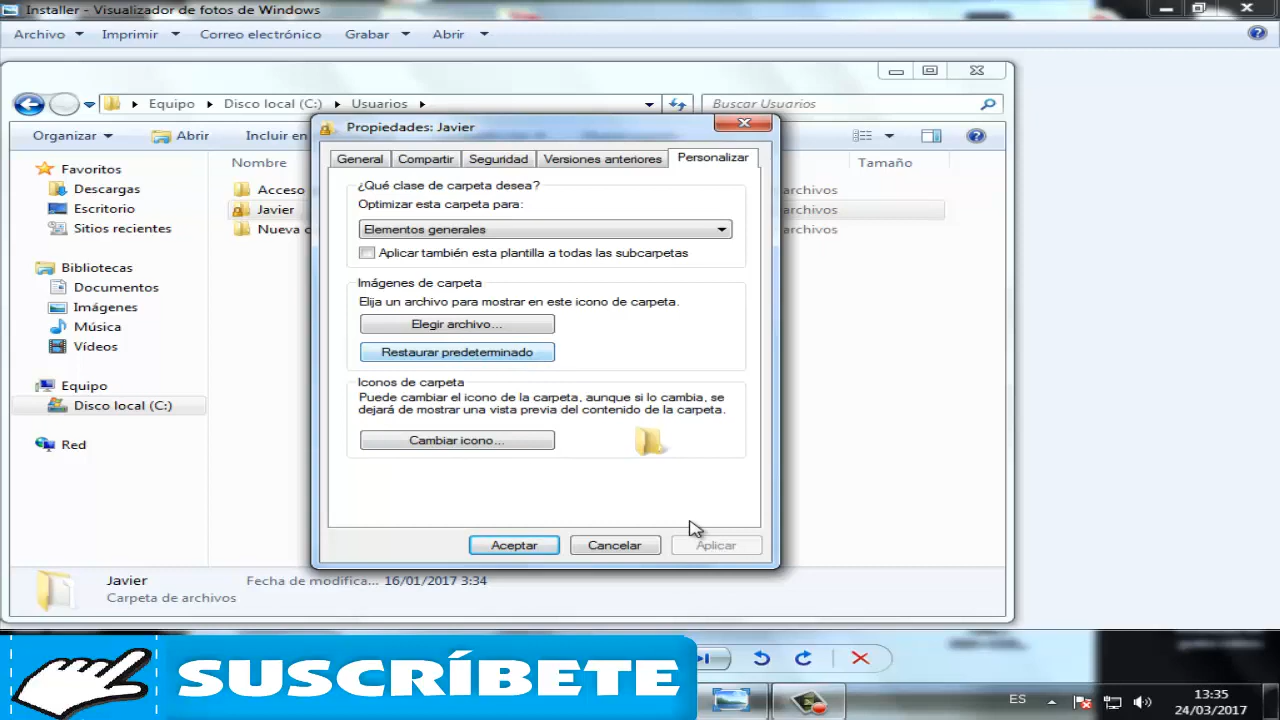 Installer - Visualizador de fotos de Windows
Archivo Imprimir Correo electrónico Grabar Abrir
Equipo Disco local (C:) Usuarios Buscar Usuarios
Organizar Abrir Incluir en
Propiedades: Javier
General Compartir Seguridad Versiones anteriores Personalizar
Nombre Tamaño
Favoritos
Descargas
Escritorio
Sitios recientes
Bibliotecas
Documentos
Imágenes
Música
Vídeos
Equipo
Disco local (C:)
Red
Acceso archivos
Javier archivos
Nueva c archivos
¿Qué clase de carpeta desea?
Optimizar esta carpeta para:
Elementos generales
Aplicar también esta plantilla a todas las subcarpetas
Imágenes de carpeta
Elija un archivo para mostrar en este icono de carpeta.
Elegir archivo...
Restaurar predeterminado
Iconos de carpeta
Puede cambiar el icono de la carpeta, aunque si lo cambia, se
dejará de mostrar una vista previa del contenido de la carpeta.
Cambiar icono...
Aceptar Cancelar Aplicar
Javier Fecha de modifica... 16/01/2017 3:34
Carpeta de archivos
SUSCRÍBETE
ES
13:35
24/03/2017